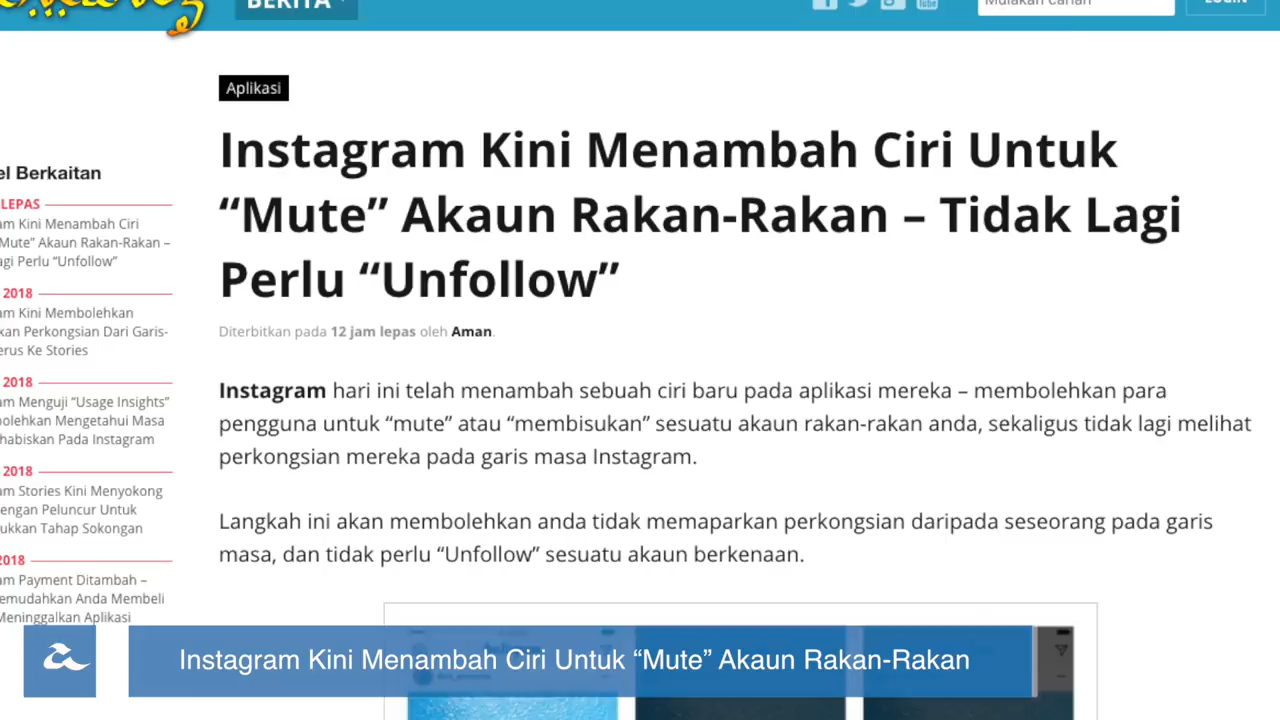 BERITA
Mulakan carian
LOGIN
Aplikasi
Instagram Kini Menambah Ciri Untuk
“Mute” Akaun Rakan-Rakan – Tidak Lagi
Perlu “Unfollow”
Diterbitkan pada 12 jam lepas oleh Aman.
Instagram hari ini telah menambah sebuah ciri baru pada aplikasi mereka – membolehkan para
pengguna untuk “mute” atau “membisukan” sesuatu akaun rakan-rakan anda, sekaligus tidak lagi melihat
perkongsian mereka pada garis masa Instagram.
Langkah ini akan membolehkan anda tidak memaparkan perkongsian daripada seseorang pada garis
masa, dan tidak perlu “Unfollow” sesuatu akaun berkenaan.
el Berkaitan
LEPAS
am Kini Menambah Ciri
“Mute” Akaun Rakan-Rakan –
agi Perlu “Unfollow”
2018
am Kini Membolehkan
kan Perkongsian Dari Garis-
erus Ke Stories
2018
am Menguji “Usage Insights”
bolehkan Mengetahui Masa
habiskan Pada Instagram
2018
am Stories Kini Menyokong
engan Peluncur Untuk
ukkan Tahap Sokongan
2018
am Payment Ditambah –
emudahkan Anda Membeli
Meninggalkan Aplikasi
Instagram Kini Menambah Ciri Untuk “Mute” Akaun Rakan-Rakan